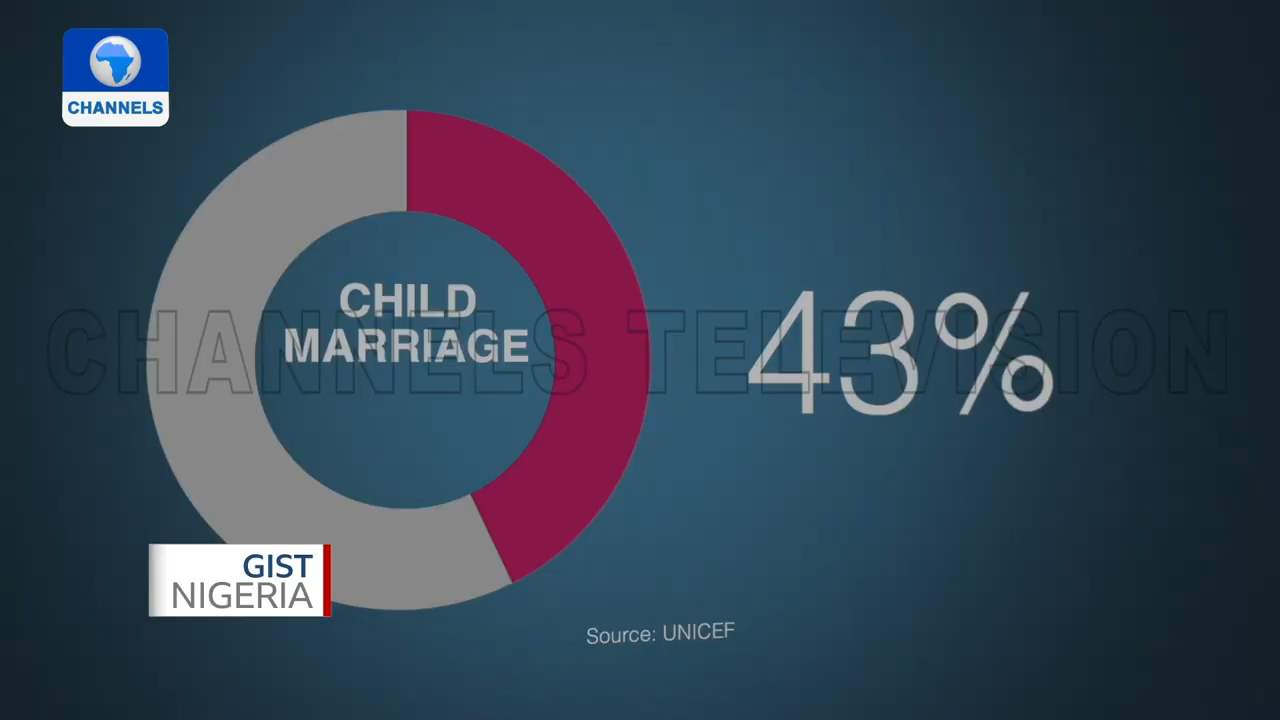 CHANNELS
CHILD
MARRIAGE
43%
CHANNELS TELEVISION
GIST
NIGERIA
Source: UNICEF